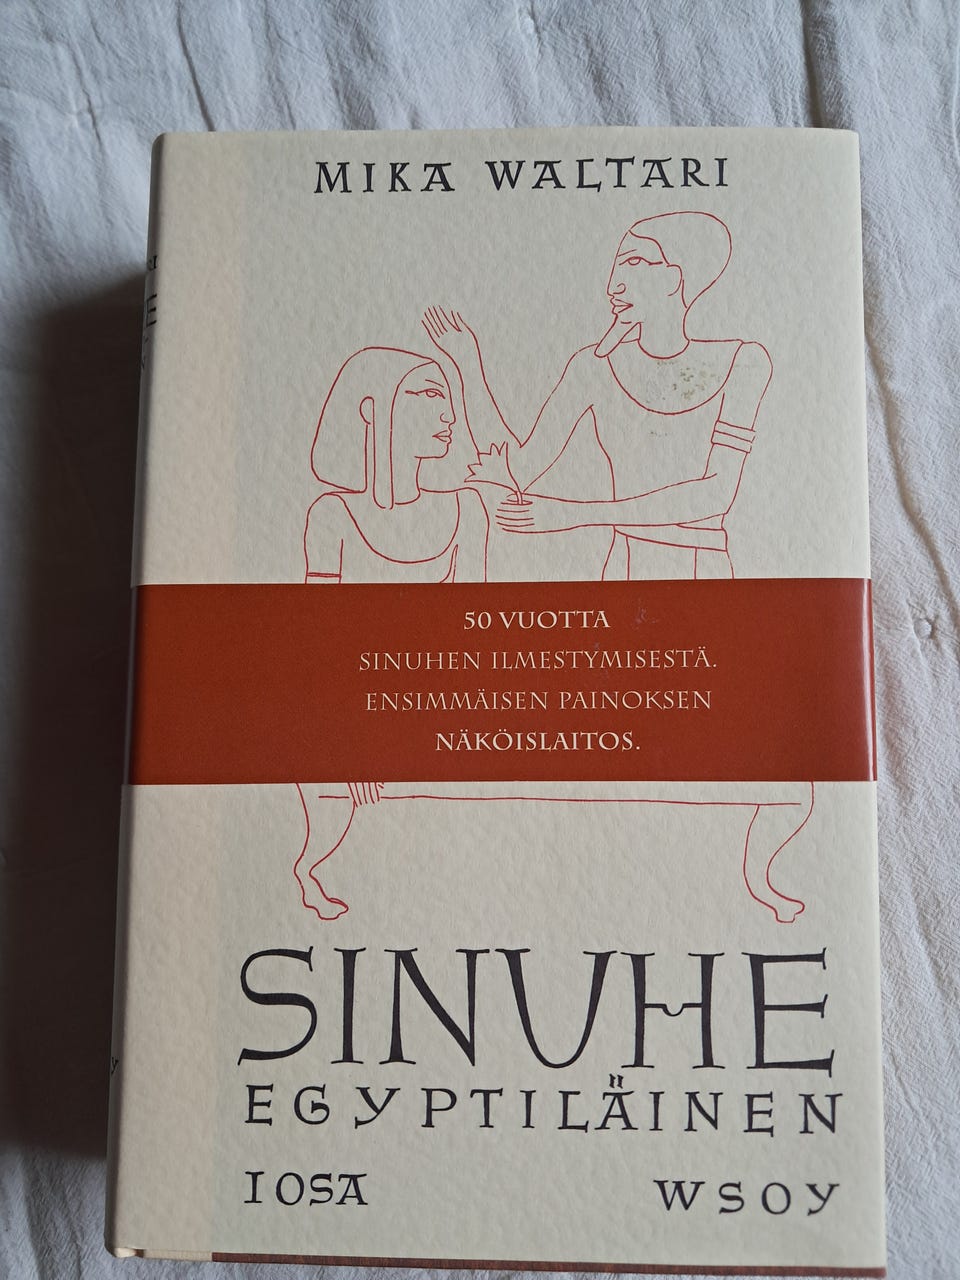 MIKA WALTARI
50 VUOTTA
SINUHEN ILMESTYMISESTÄ.
ENSIMMÄISEN PAINOKSEN
NÄKÖISLAITOS.
SINUHE
EGYPTILÄINEN
I OSA WSOY